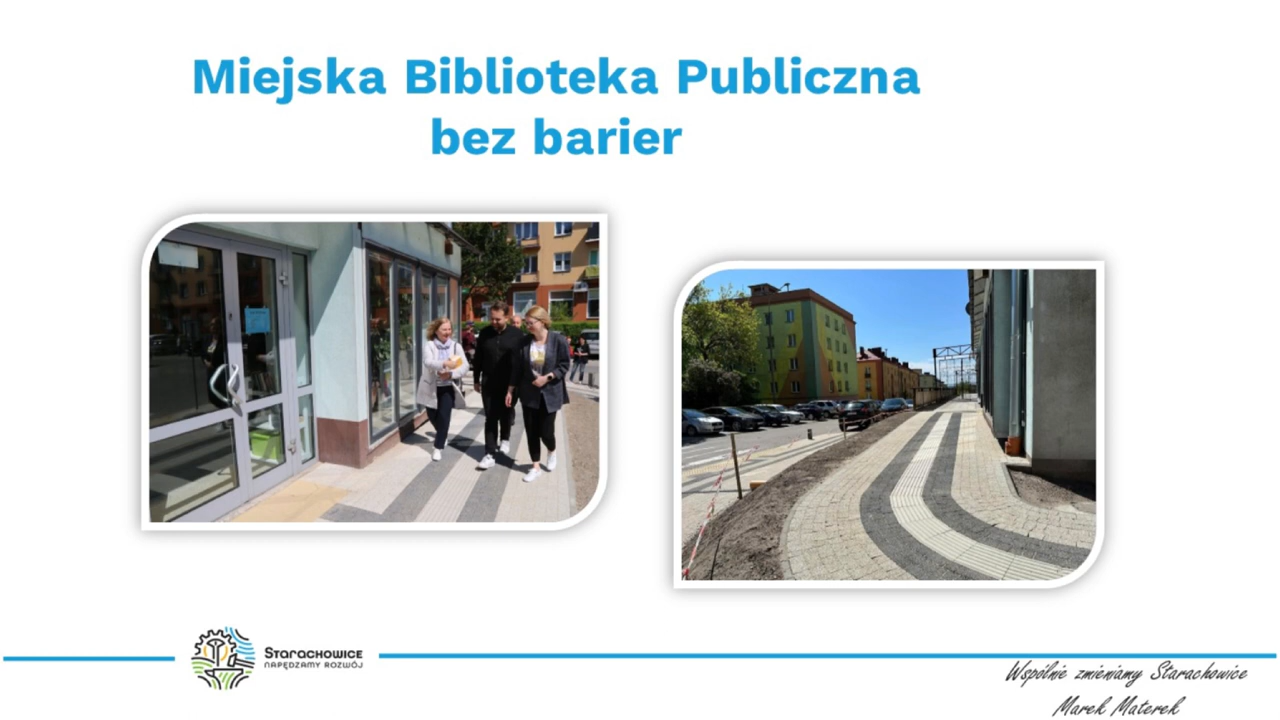 Miejska Biblioteka Publiczna
bez barier
Starachowice
NAPĘDZAMY ROZWÓJ
Wspólnie zmieniamy Starachowice
Marek Materek